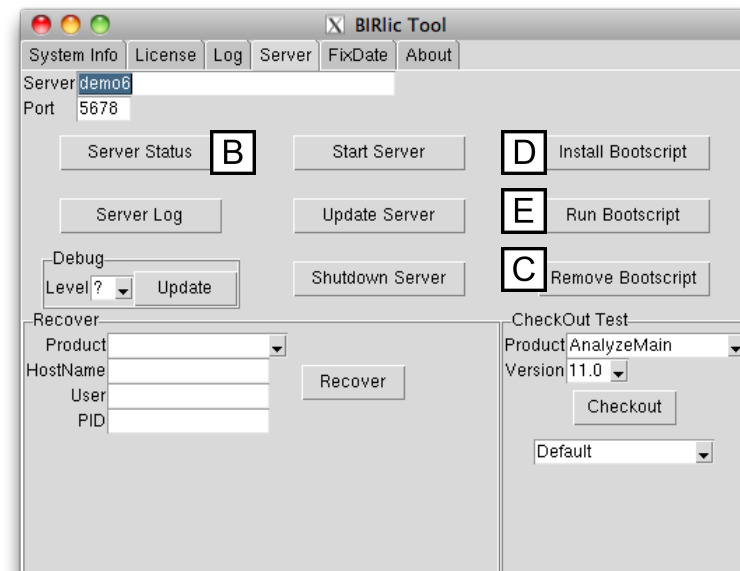 X BIRlic Tool
System Info License Log Server FixDate About
Server demo6
Port 5678
Server Status B Start Server D Install Bootscript
Server Log Update Server E Run Bootscript
Debug
Level ? Update Shutdown Server C Remove Bootscript
Recover CheckOut Test
Product Product AnalyzeMain
HostName Version 11.0
User Recover Checkout
PID
Default